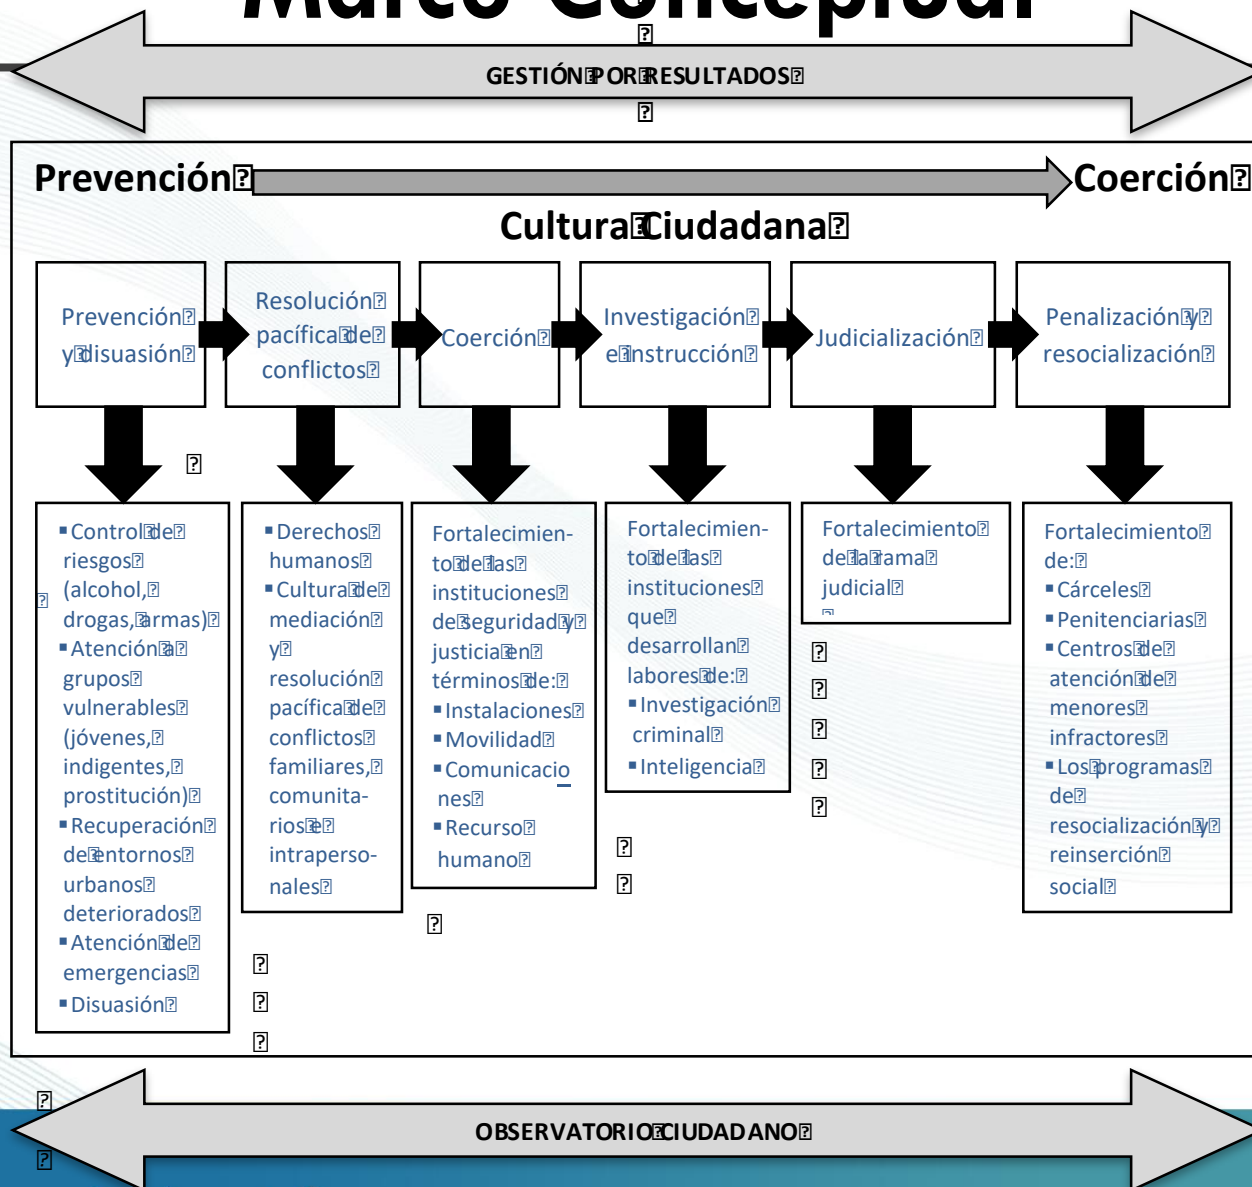 Marco Conceptual
GESTIÓN POR RESULTADOS
Prevención
Coerción
Cultura Ciudadana
Prevención
y disuasión
Resolución
pacífica de
conflictos
Coerción
Investigación
e instrucción
Judicialización
Penalización y
resocialización
▪ Control de
riesgos
(alcohol,
drogas, armas)
▪ Atención a
grupos
vulnerables
(jóvenes,
indigentes,
prostitución)
▪ Recuperación
de entornos
urbanos
deteriorados
▪ Atención de
emergencias
▪ Disuasión
▪ Derechos
humanos
▪ Cultura de
mediación
y
resolución
pacífica de
conflictos
familiares,
comunita-
rios e
intraperso-
nales
Fortalecimien-
to de las
instituciones
de seguridad y
justicia en
términos de:
▪ Instalaciones
▪ Movilidad
▪ Comunicacio
nes
▪ Recurso
humano
Fortalecimien-
to de las
instituciones
que
desarrollan
labores de:
▪ Investigación
criminal
▪ Inteligencia
Fortalecimiento
de la rama
judicial
Fortalecimiento
de:
▪ Cárceles
▪ Penitenciarias
▪ Centros de
atención de
menores
infractores
▪ Los programas
de
resocialización y
reinserción
social
OBSERVATORIO CIUDADANO